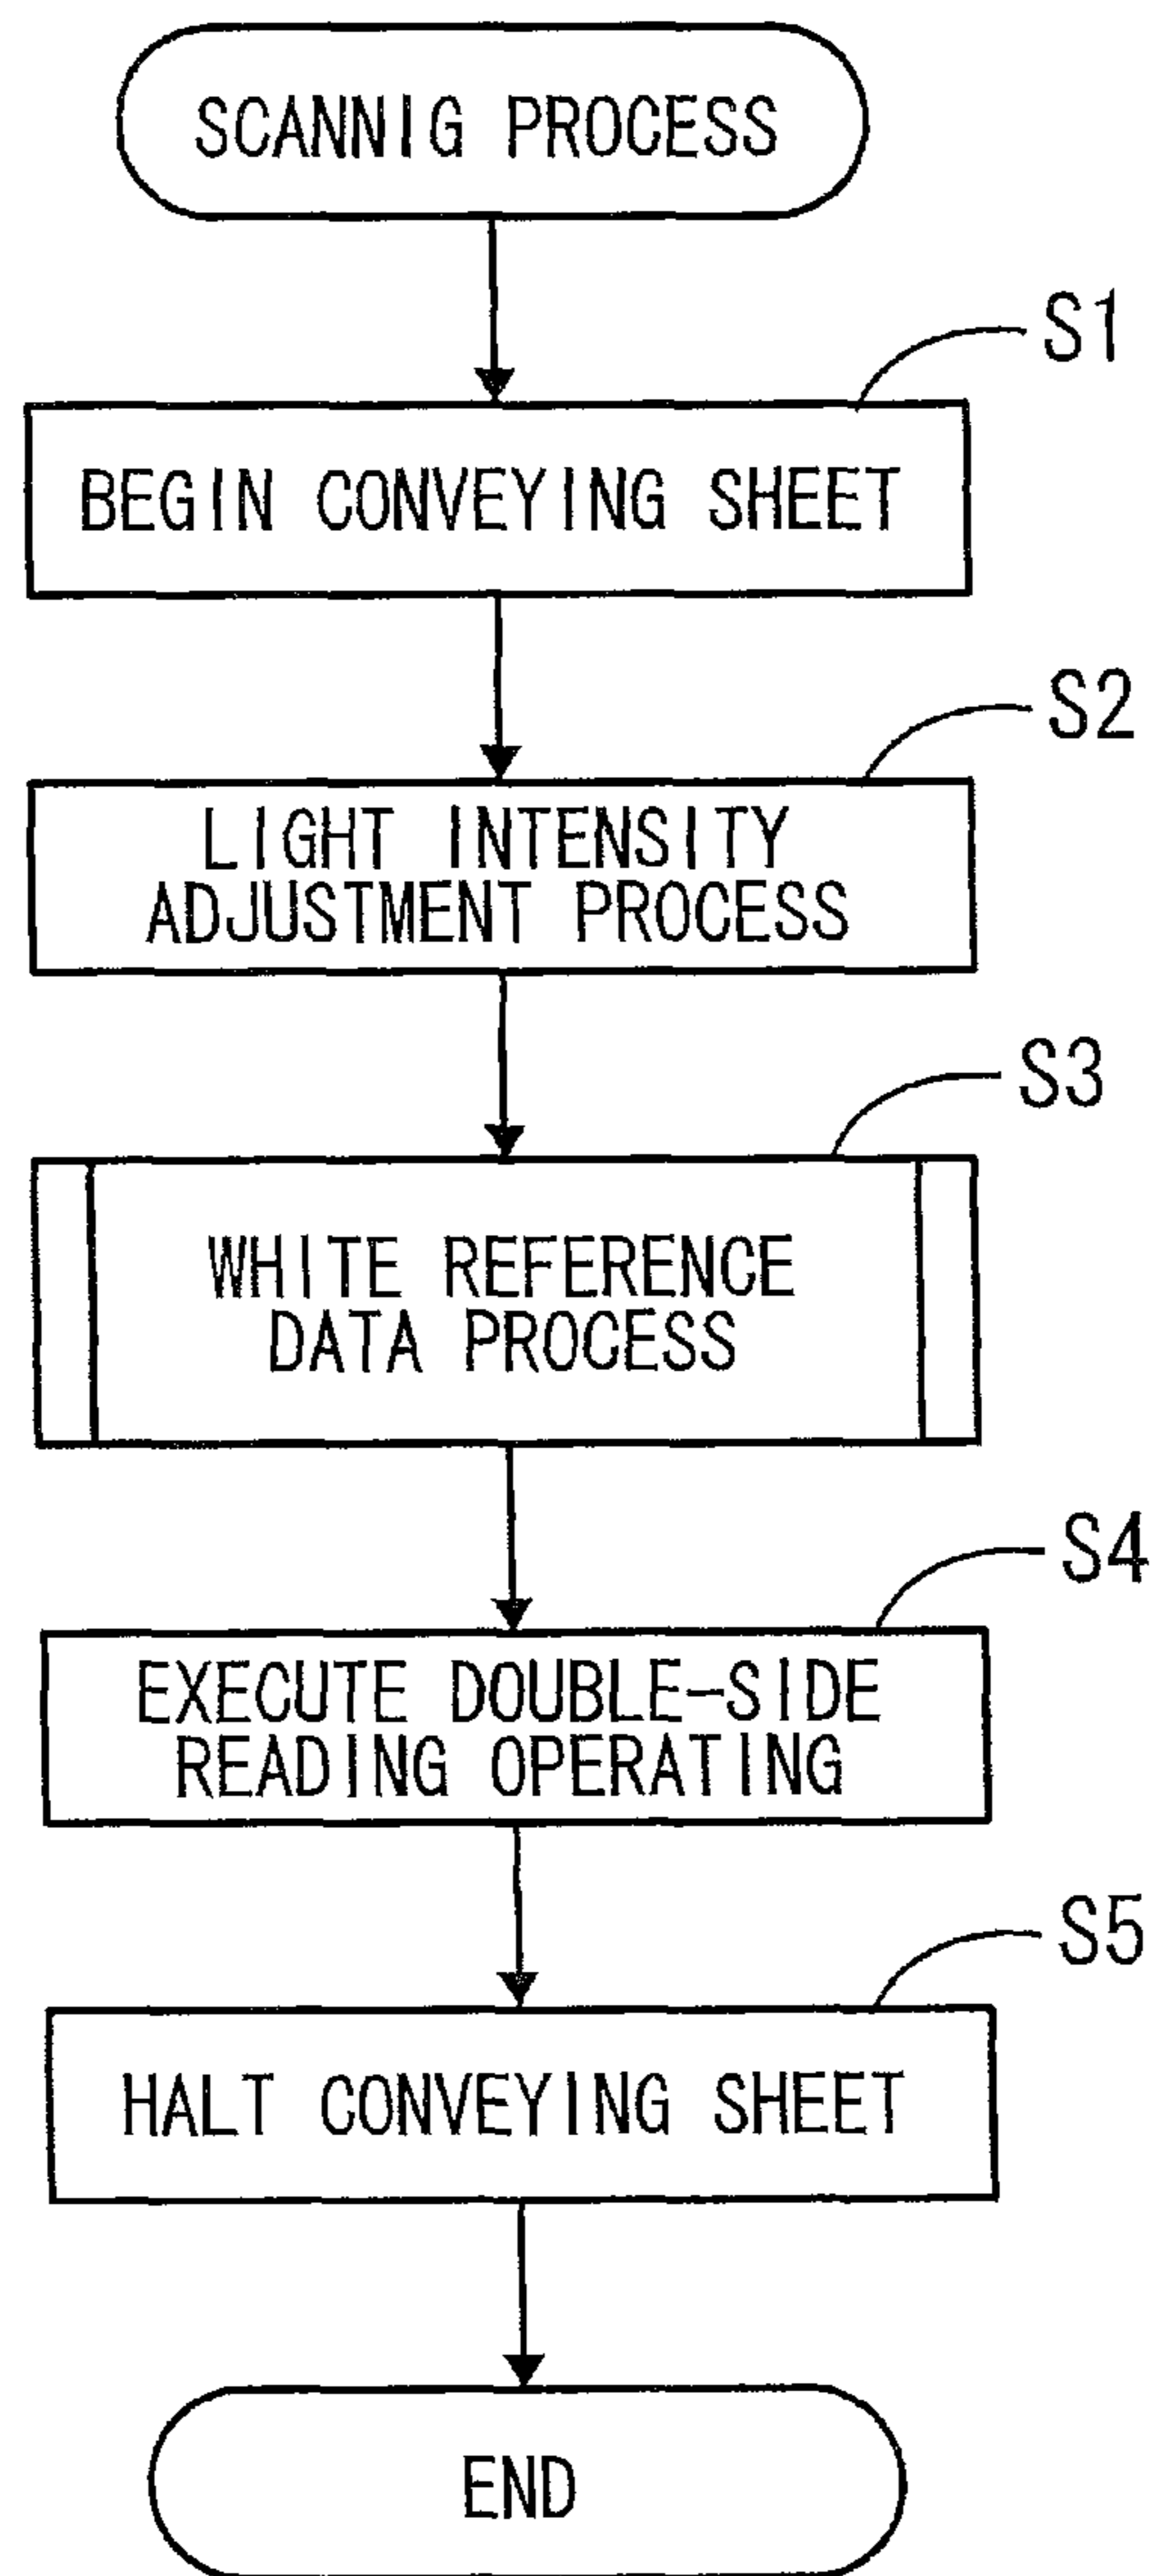 SCANNIG PROCESS
S1
BEGIN CONVEYING SHEET
S2
LIGHT INTENSITY
ADJUSTMENT PROCESS
S3
WHITE REFERENCE
DATA PROCESS
S4
EXECUTE DOUBLE-SIDE
READING OPERATING
S5
HALT CONVEYING SHEET
END